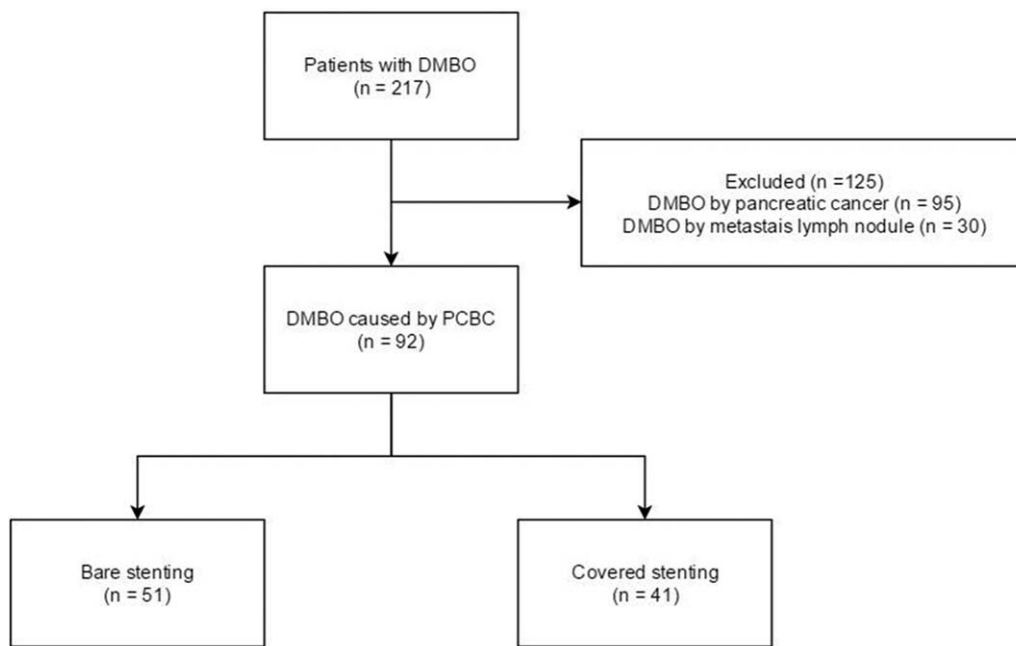 Patients with DMBO
(n = 217)
Excluded (n =125)
DMBO by pancreatic cancer (n = 95)
DMBO by metastais lymph nodule (n = 30)
DMBO caused by PCBC
(n = 92)
Bare stenting
(n = 51)
Covered stenting
(n = 41)